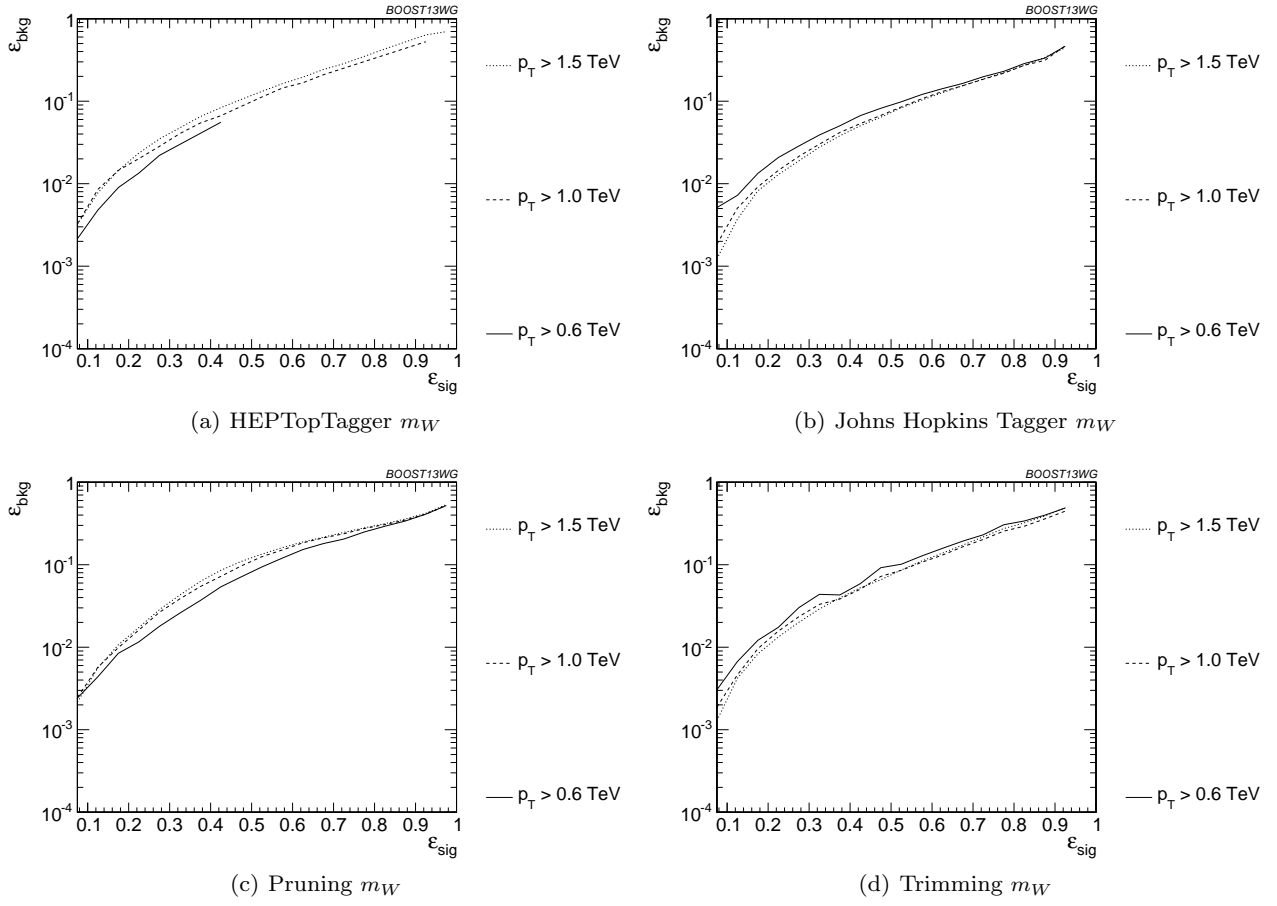 BOOST13WG
ε_bkg
1
10^-1
10^-2
10^-3
10^-4
0.1 0.2 0.3 0.4 0.5 0.6 0.7 0.8 0.9 1
ε_sig
p_T > 1.5 TeV
p_T > 1.0 TeV
p_T > 0.6 TeV
(a) HEPTopTagger m_W
BOOST13WG
ε_bkg
1
10^-1
10^-2
10^-3
10^-4
0.1 0.2 0.3 0.4 0.5 0.6 0.7 0.8 0.9 1
ε_sig
p_T > 1.5 TeV
p_T > 1.0 TeV
p_T > 0.6 TeV
(b) Johns Hopkins Tagger m_W
BOOST13WG
ε_bkg
1
10^-1
10^-2
10^-3
10^-4
0.1 0.2 0.3 0.4 0.5 0.6 0.7 0.8 0.9 1
ε_sig
p_T > 1.5 TeV
p_T > 1.0 TeV
p_T > 0.6 TeV
(c) Pruning m_W
BOOST13WG
ε_bkg
1
10^-1
10^-2
10^-3
10^-4
0.1 0.2 0.3 0.4 0.5 0.6 0.7 0.8 0.9 1
ε_sig
p_T > 1.5 TeV
p_T > 1.0 TeV
p_T > 0.6 TeV
(d) Trimming m_W